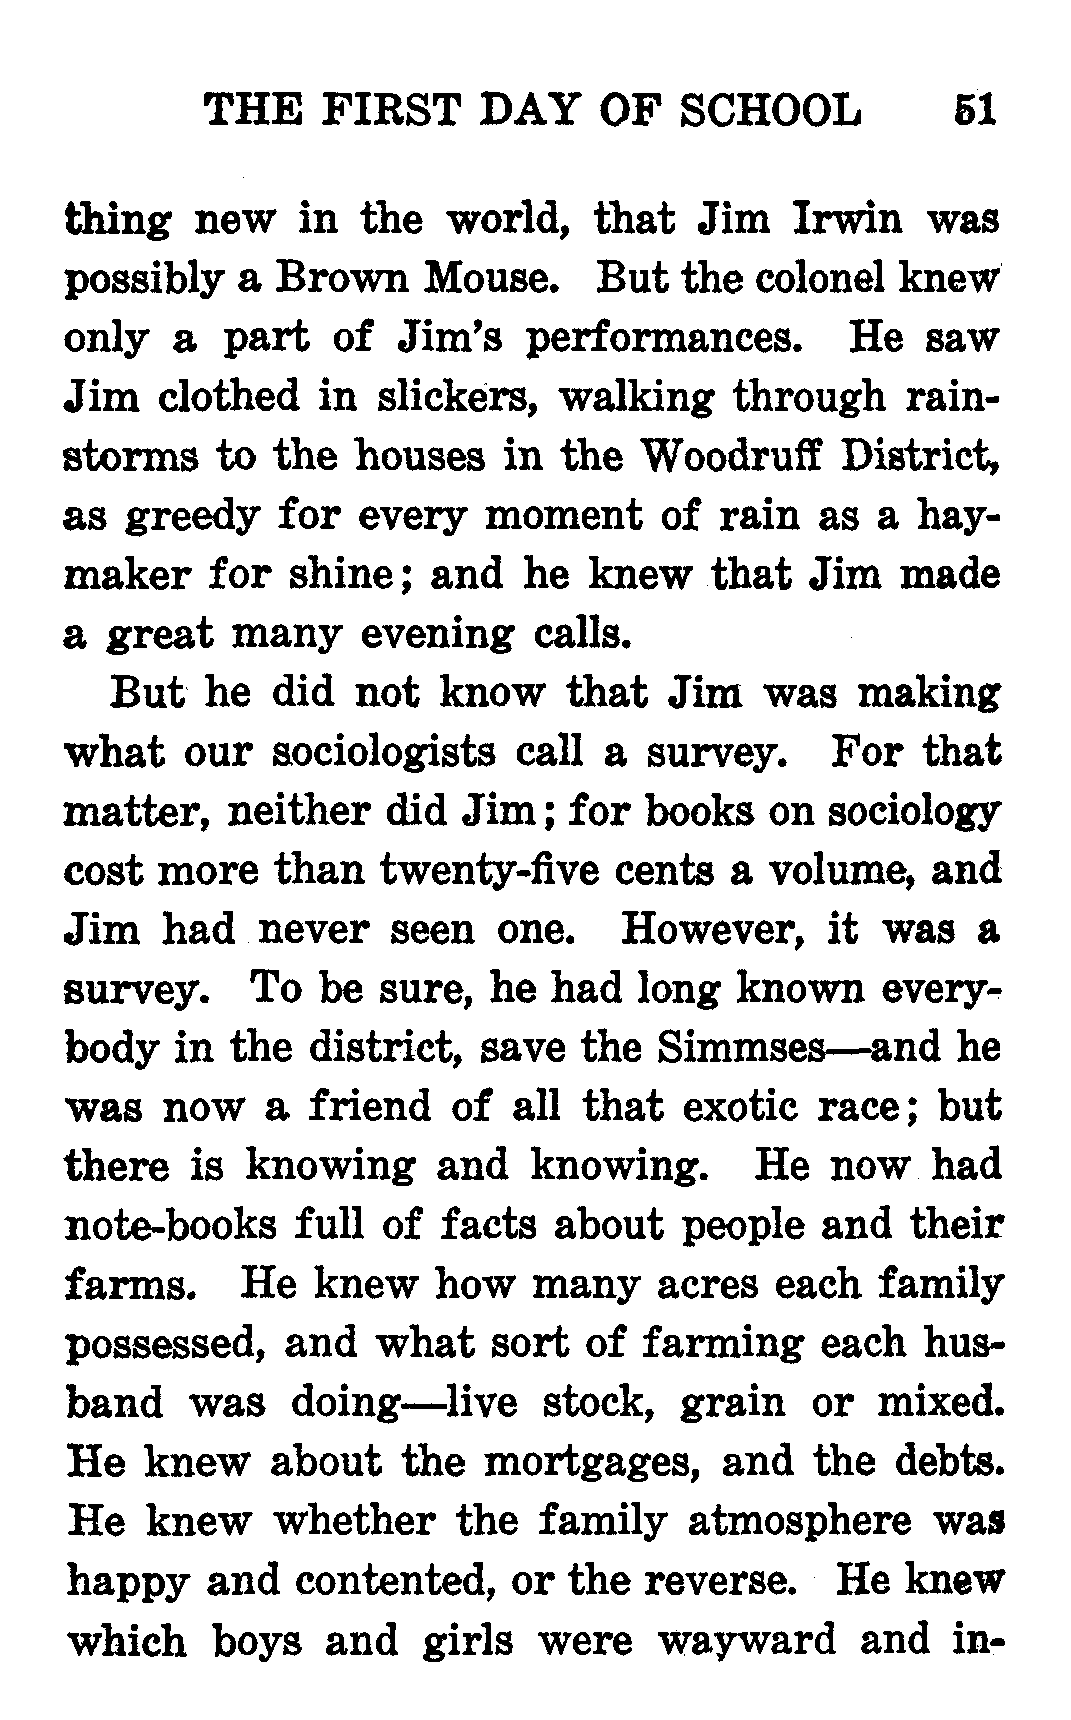 THE FIRST DAY OF SCHOOL 51
thing new in the world, that Jim Irwin was
possibly a Brown Mouse. But the colonel knew
only a part of Jim's performances. He saw
Jim clothed in slickers, walking through rain-
storms to the houses in the Woodruff District,
as greedy for every moment of rain as a hay-
maker for shine; and he knew that Jim made
a great many evening calls.
But he did not know that Jim was making
what our sociologists call a survey. For that
matter, neither did Jim; for books on sociology
cost more than twenty-five cents a volume, and
Jim had never seen one. However, it was a
survey. To be sure, he had long known every-
body in the district, save the Simmses—and he
was now a friend of all that exotic race; but
there is knowing and knowing. He now had
note-books full of facts about people and their
farms. He knew how many acres each family
possessed, and what sort of farming each hus-
band was doing—live stock, grain or mixed.
He knew about the mortgages, and the debts.
He knew whether the family atmosphere was
happy and contented, or the reverse. He knew
which boys and girls were wayward and in-